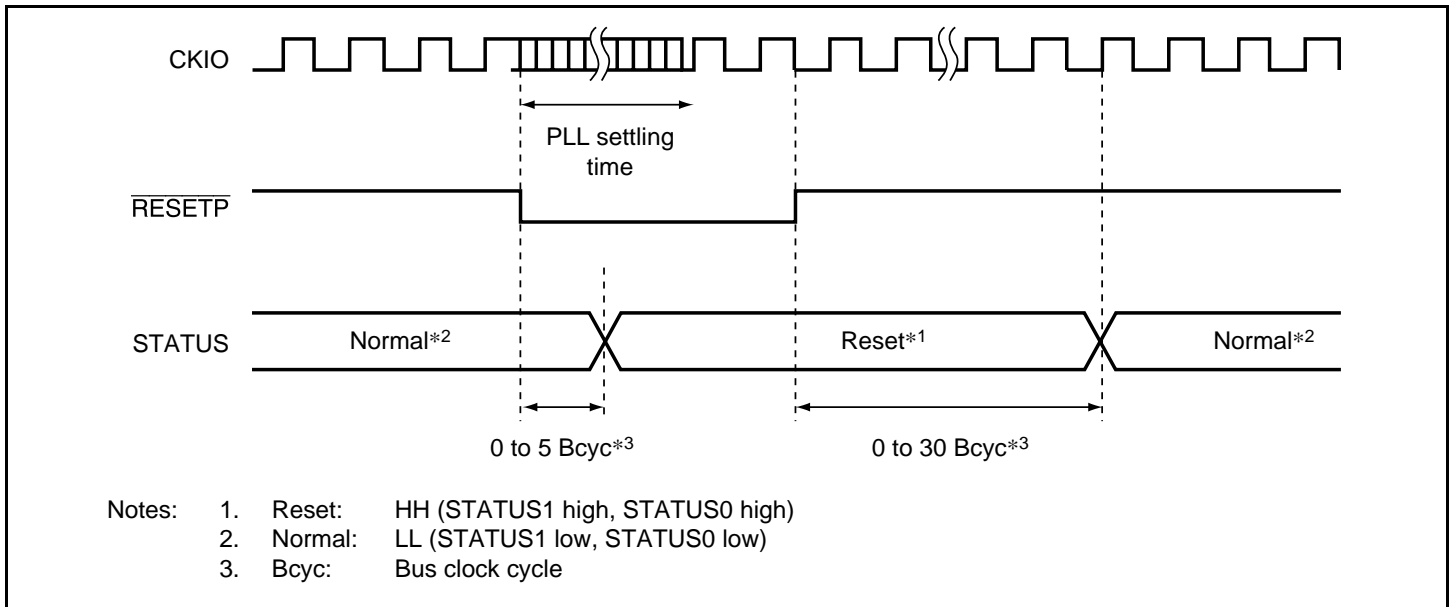 CKIO
PLL settling
time
RESETP
STATUS
Normal*2
Reset*1
Normal*2
0 to 5 Bcyc*3
0 to 30 Bcyc*3
Notes: 1. Reset: HH (STATUS1 high, STATUS0 high)
2. Normal: LL (STATUS1 low, STATUS0 low)
3. Bcyc: Bus clock cycle